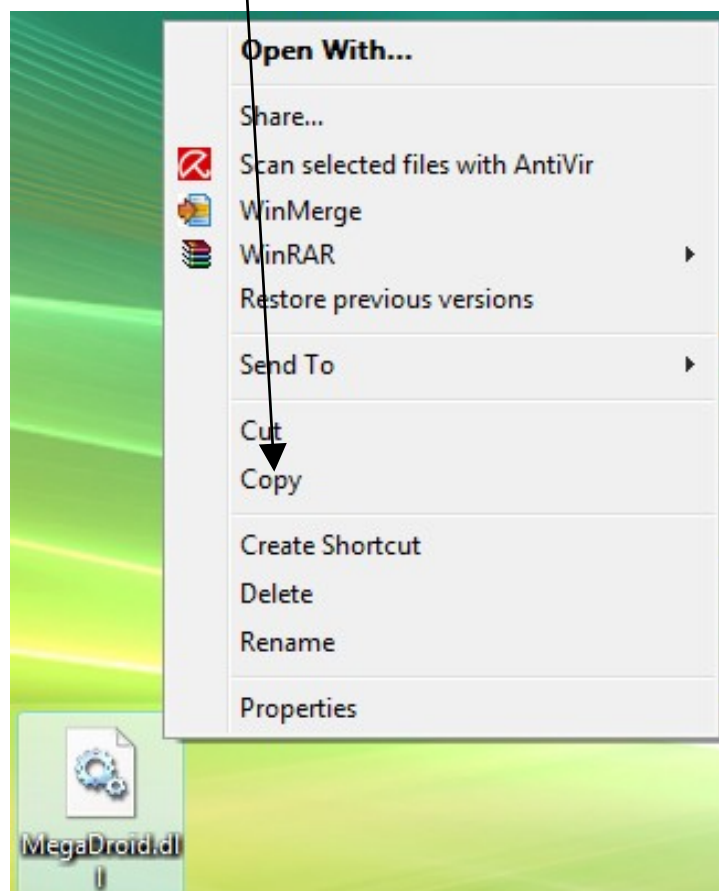 Open With...
Share...
Scan selected files with AntiVir
WinMerge
WinRAR
Restore previous versions
Send To
Cut
Copy
Create Shortcut
Delete
Rename
Properties
MegaDroid.dl
l